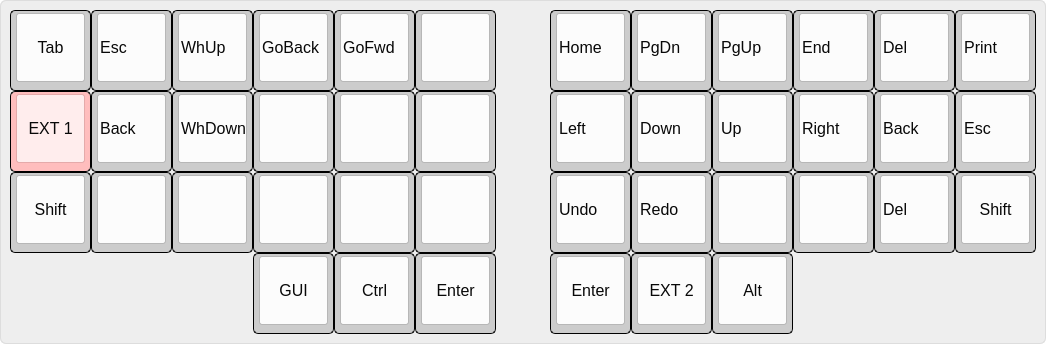 Tab Esc WhUp GoBack GoFwd Home PgDn PgUp End Del Print
EXT 1 Back WhDown Left Down Up Right Back Esc
Shift Undo Redo Del Shift
GUI Ctrl Enter Enter EXT 2 Alt